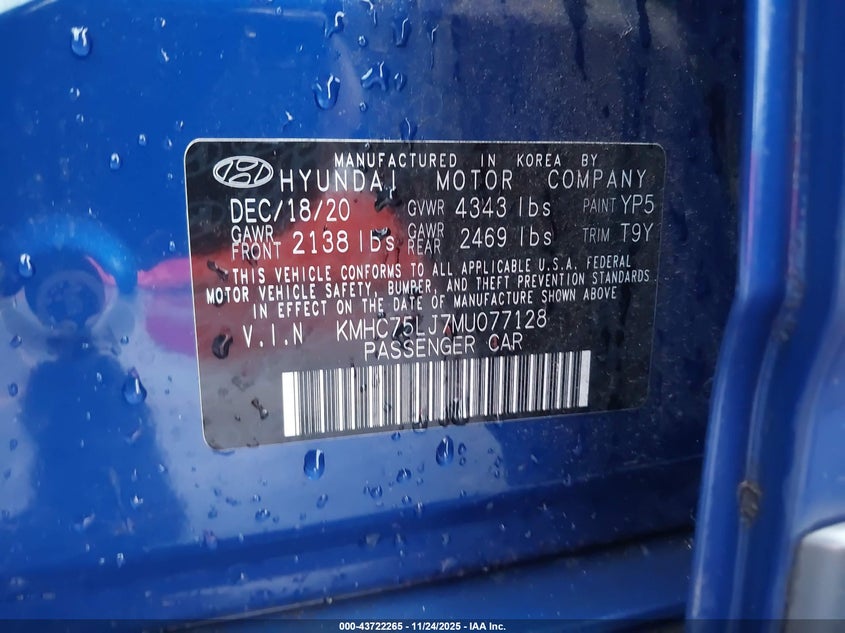 MANUFACTURED IN KOREA BY
HYUNDAI MOTOR COMPANY
DEC/18/20 GVWR 4343 lbs PAINT YP5
GAWR FRONT 2138 lbs GAWR REAR 2469 lbs TRIM T9Y
THIS VEHICLE CONFORMS TO ALL APPLICABLE U.S.A. FEDERAL
MOTOR VEHICLE SAFETY, BUMPER, AND THEFT PREVENTION STANDARDS
IN EFFECT ON THE DATE OF MANUFACTURE SHOWN ABOVE
V.I.N KMHC75LJ7MU077128
PASSENGER CAR
000-43722265 - 11/24/2025 - IAA Inc.